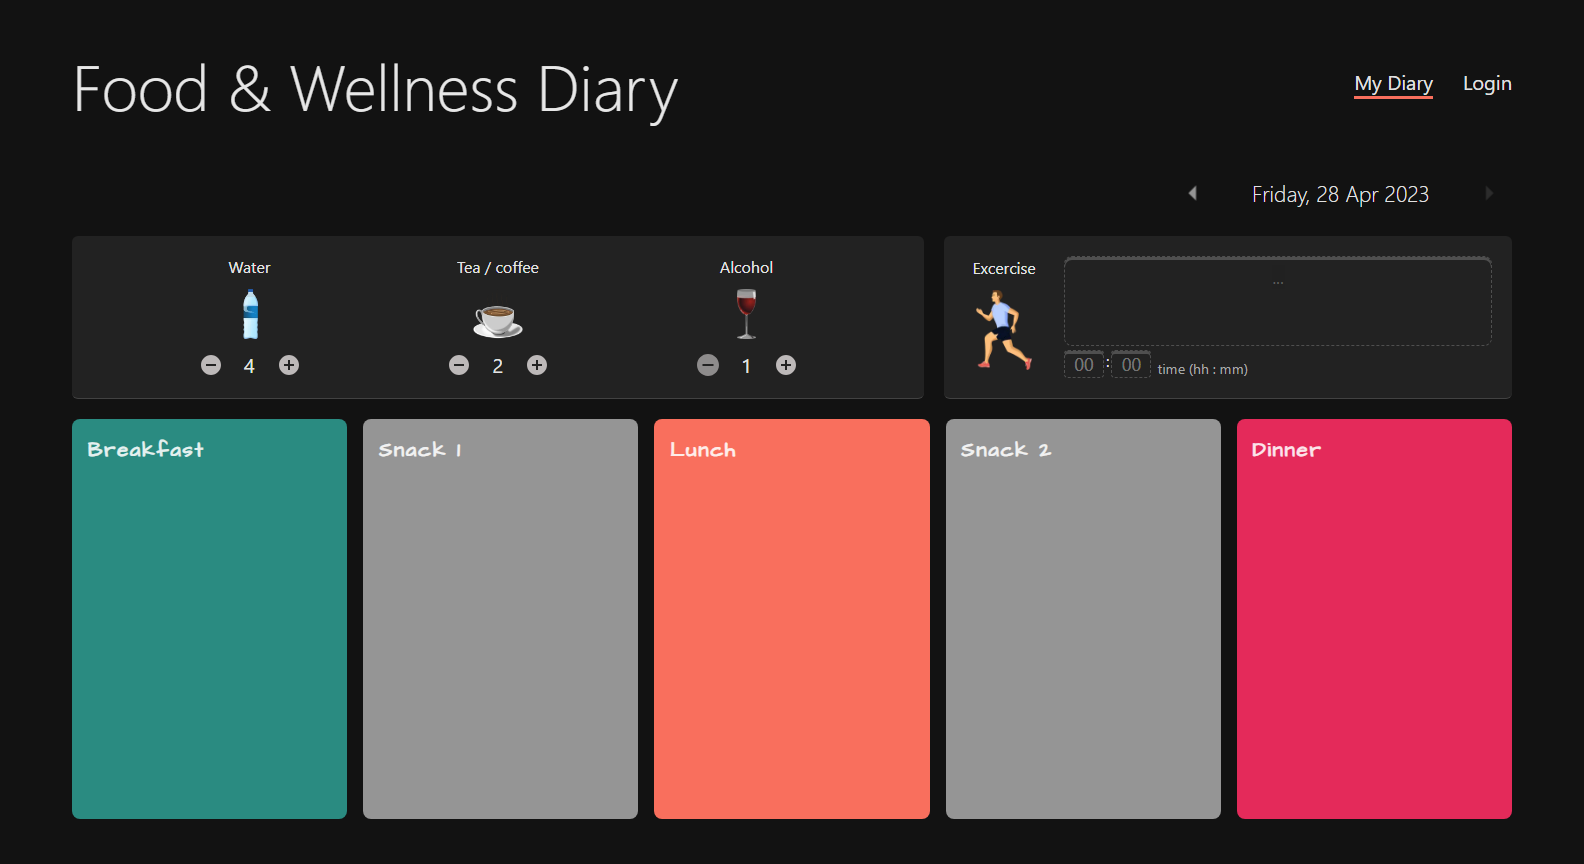 Food & Wellness Diary
My Diary Login
Friday, 28 Apr 2023
Water Tea / coffee Alcohol
4 2 1
Excercise
...
00 : 00 time (hh : mm)
Breakfast Snack 1 Lunch Snack 2 Dinner